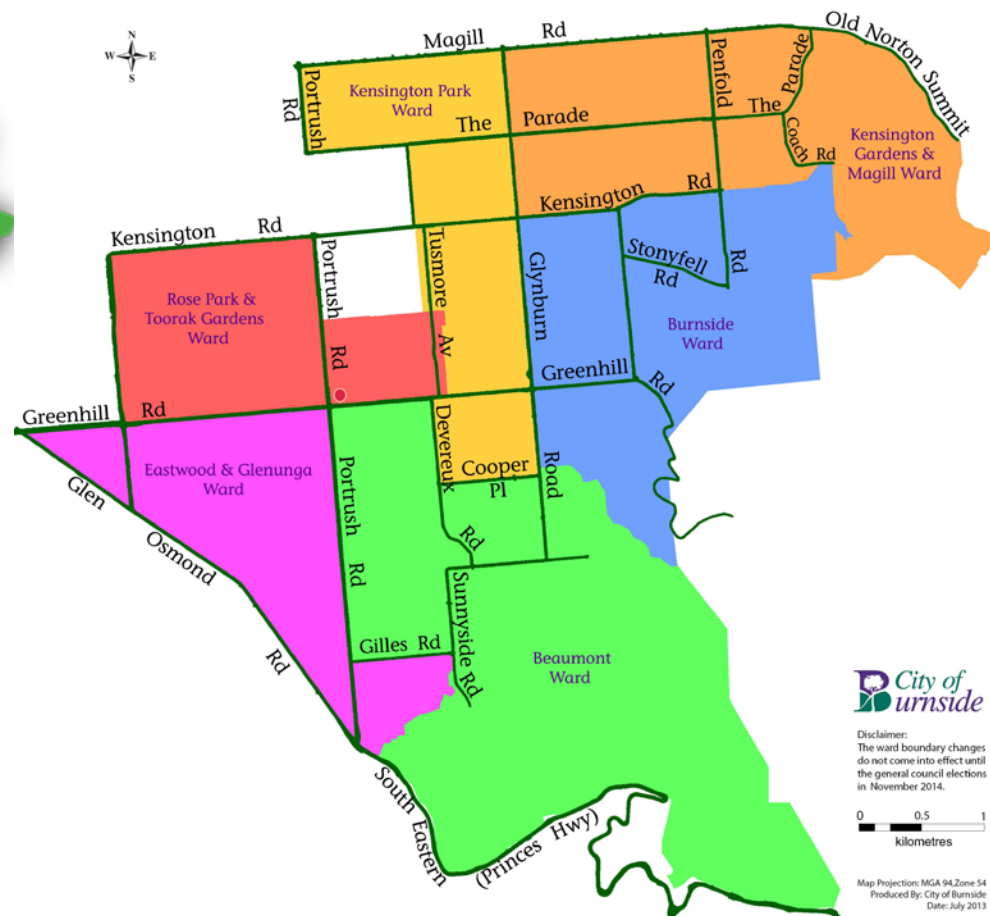 N
W E
S
Magill Rd
Old Norton Summit
Portrush
Rd
Kensington Park
Ward
Penfold
Parade
The Parade
The
Coach
Rd
Kensington
Gardens &
Magill Ward
Kensington Rd
Kensington Rd
Portrush
Rd
Tusmore
Av
Glynburn
Road
Stonyfell
Rd
Rd
Rose Park &
Toorak Gardens
Ward
Burnside
Ward
Greenhill Rd
Greenhill Rd
Devereux
Rd
Cooper
Pl
Eastwood & Glenunga
Ward
Glen Osmond Rd
Portrush
Rd
Gilles Rd
Sunnyside Rd
Beaumont
Ward
South Eastern
(Princes Hwy)
City of
Burnside
Disclaimer:
The ward boundary changes
do not come into effect until
the general council elections
in November 2014.
0 0.5 1
kilometres
Map Projection: MGA 94,Zone 54
Produced By: City of Burnside
Date: July 2013